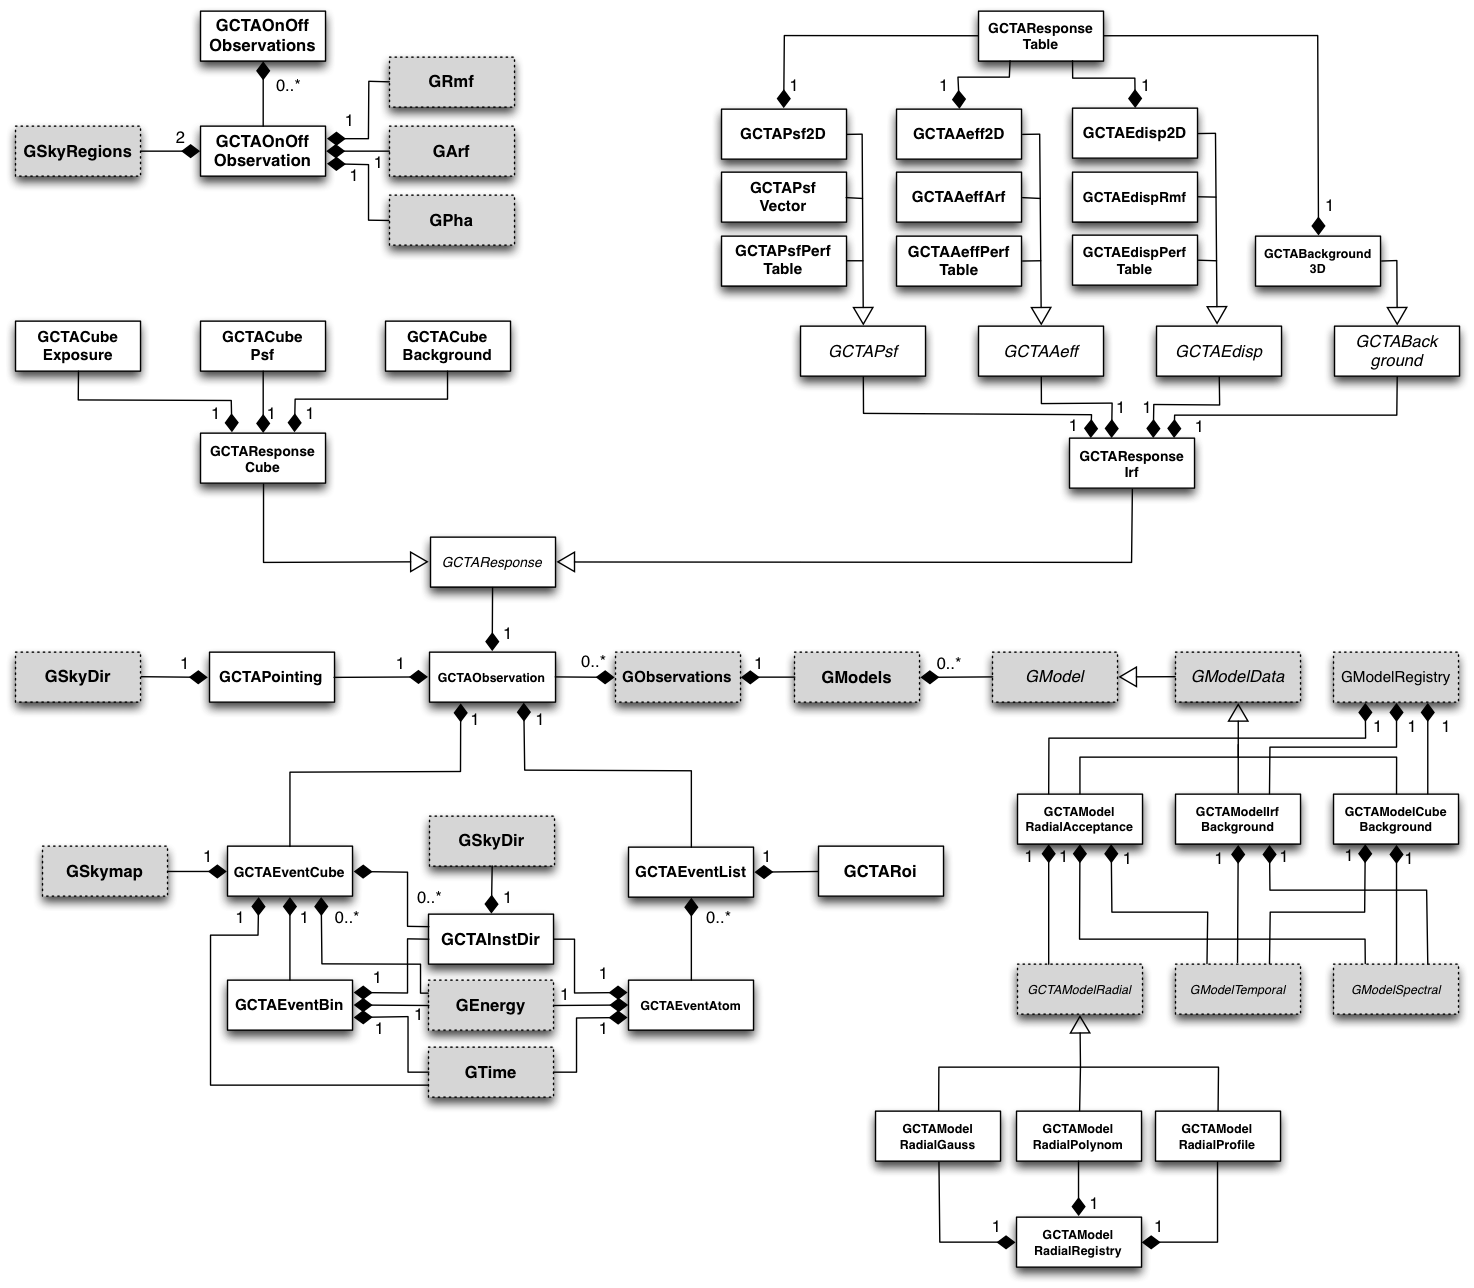 GCTAOnOff
Observations
0..*
GRmf
1
GSkyRegions
2
GCTAOnOff
Observation
GArf
1
1
GPha
GCTAResponse
Table
1
1
1
GCTAPsf2D
GCTAAeff2D
GCTAEdisp2D
GCTAPsf
Vector
GCTAAeffArf
GCTAEdispRmf
1
GCTAPsfPerf
Table
GCTAAeffPerf
Table
GCTAEdispPerf
Table
GCTABackground
3D
GCTAPsf
GCTAAeff
GCTAEdisp
GCTABack
ground
1
1
1
1
GCTAResponse
Irf
GCTACube
Exposure
GCTACube
Psf
GCTACube
Background
1
1
1
GCTAResponse
Cube
GCTAResponse
1
GSkyDir
1
GCTAPointing
1
GCTAObservation
0..*
GObservations
1
GModels
0..*
GModel
GModelData
GModelRegistry
1
1
1
1
1
GCTAModel
RadialAcceptance
GCTAModelIrf
Background
GCTAModelCube
Background
1
1
1
1
1
1
1
GSkyDir
GSkymap
1
GCTAEventCube
0..*
1
GCTAEventList
1
GCTARoi
1
1
0..*
0..*
GCTAInstDir
1
1
GCTAEventBin
1
1
GEnergy
1
1
GCTAEventAtom
GTime
GCTAModelRadial
GModelTemporal
GModelSpectral
GCTAModel
RadialGauss
GCTAModel
RadialPolynom
GCTAModel
RadialProfile
1
1
1
GCTAModel
RadialRegistry